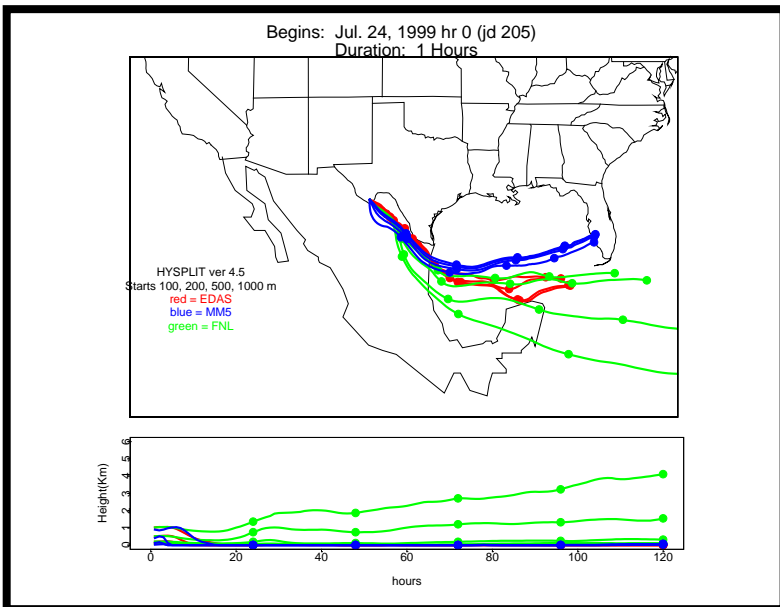 Begins:  Jul. 24, 1999 hr 0 (jd 205)
Duration:  1 Hours
HYSPLIT ver 4.5
Starts 100, 200, 500, 1000 m
red = EDAS
blue = MM5
green = FNL
Height(Km)
6
5
4
3
2
1
0
0 20 40 60 80 100 120
hours